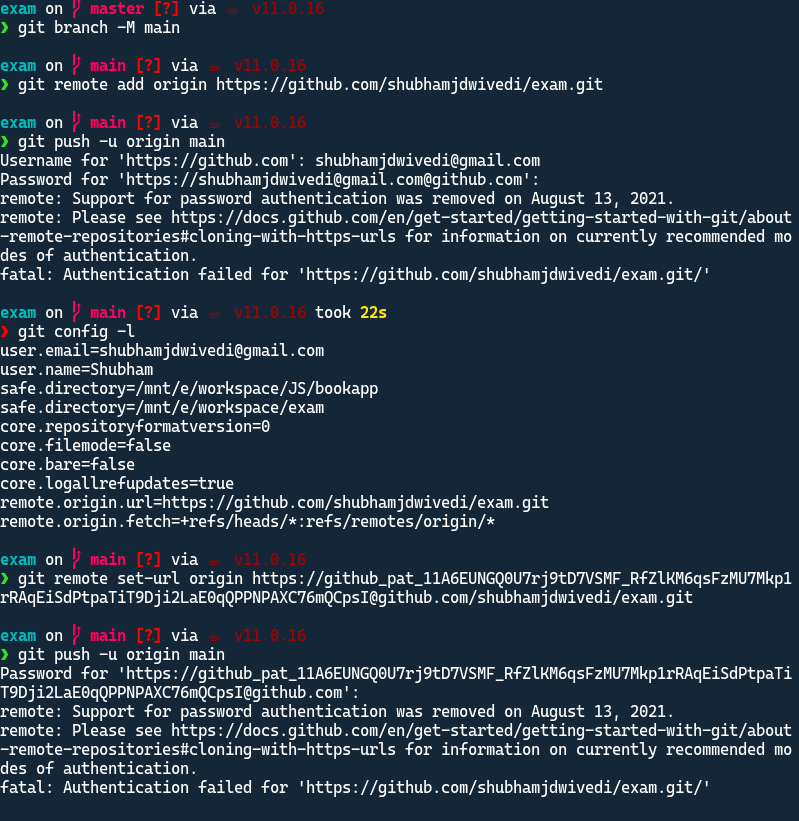 exam on master [?] via v11.0.16
❯ git branch -M main
exam on main [?] via v11.0.16
❯ git remote add origin https://github.com/shubhamjdwivedi/exam.git
exam on main [?] via v11.0.16
❯ git push -u origin main
Username for 'https://github.com': shubhamjdwivedi@gmail.com
Password for 'https://shubhamjdwivedi@gmail.com@github.com':
remote: Support for password authentication was removed on August 13, 2021.
remote: Please see https://docs.github.com/en/get-started/getting-started-with-git/about
-remote-repositories#cloning-with-https-urls for information on currently recommended mo
des of authentication.
fatal: Authentication failed for 'https://github.com/shubhamjdwivedi/exam.git/'
exam on main [?] via v11.0.16 took 22s
❯ git config -l
user.email=shubhamjdwivedi@gmail.com
user.name=Shubham
safe.directory=/mnt/e/workspace/JS/bookapp
safe.directory=/mnt/e/workspace/exam
core.repositoryformatversion=0
core.filemode=false
core.bare=false
core.logallrefupdates=true
remote.origin.url=https://github.com/shubhamjdwivedi/exam.git
remote.origin.fetch=+refs/heads/*:refs/remotes/origin/*
exam on main [?] via v11.0.16
❯ git remote set-url origin https://github_pat_11A6EUNGQ0U7rj9tD7VSMF_RfZlKM6qsFzMU7Mkp1
rRAqEiSdPtpaTiT9Dji2LaE0qQPPNPAXC76mQCpsI@github.com/shubhamjdwivedi/exam.git
exam on main [?] via v11.0.16
❯ git push -u origin main
Password for 'https://github_pat_11A6EUNGQ0U7rj9tD7VSMF_RfZlKM6qsFzMU7Mkp1rRAqEiSdPtpaTi
T9Dji2LaE0qQPPNPAXC76mQCpsI@github.com':
remote: Support for password authentication was removed on August 13, 2021.
remote: Please see https://docs.github.com/en/get-started/getting-started-with-git/about
-remote-repositories#cloning-with-https-urls for information on currently recommended mo
des of authentication.
fatal: Authentication failed for 'https://github.com/shubhamjdwivedi/exam.git/'